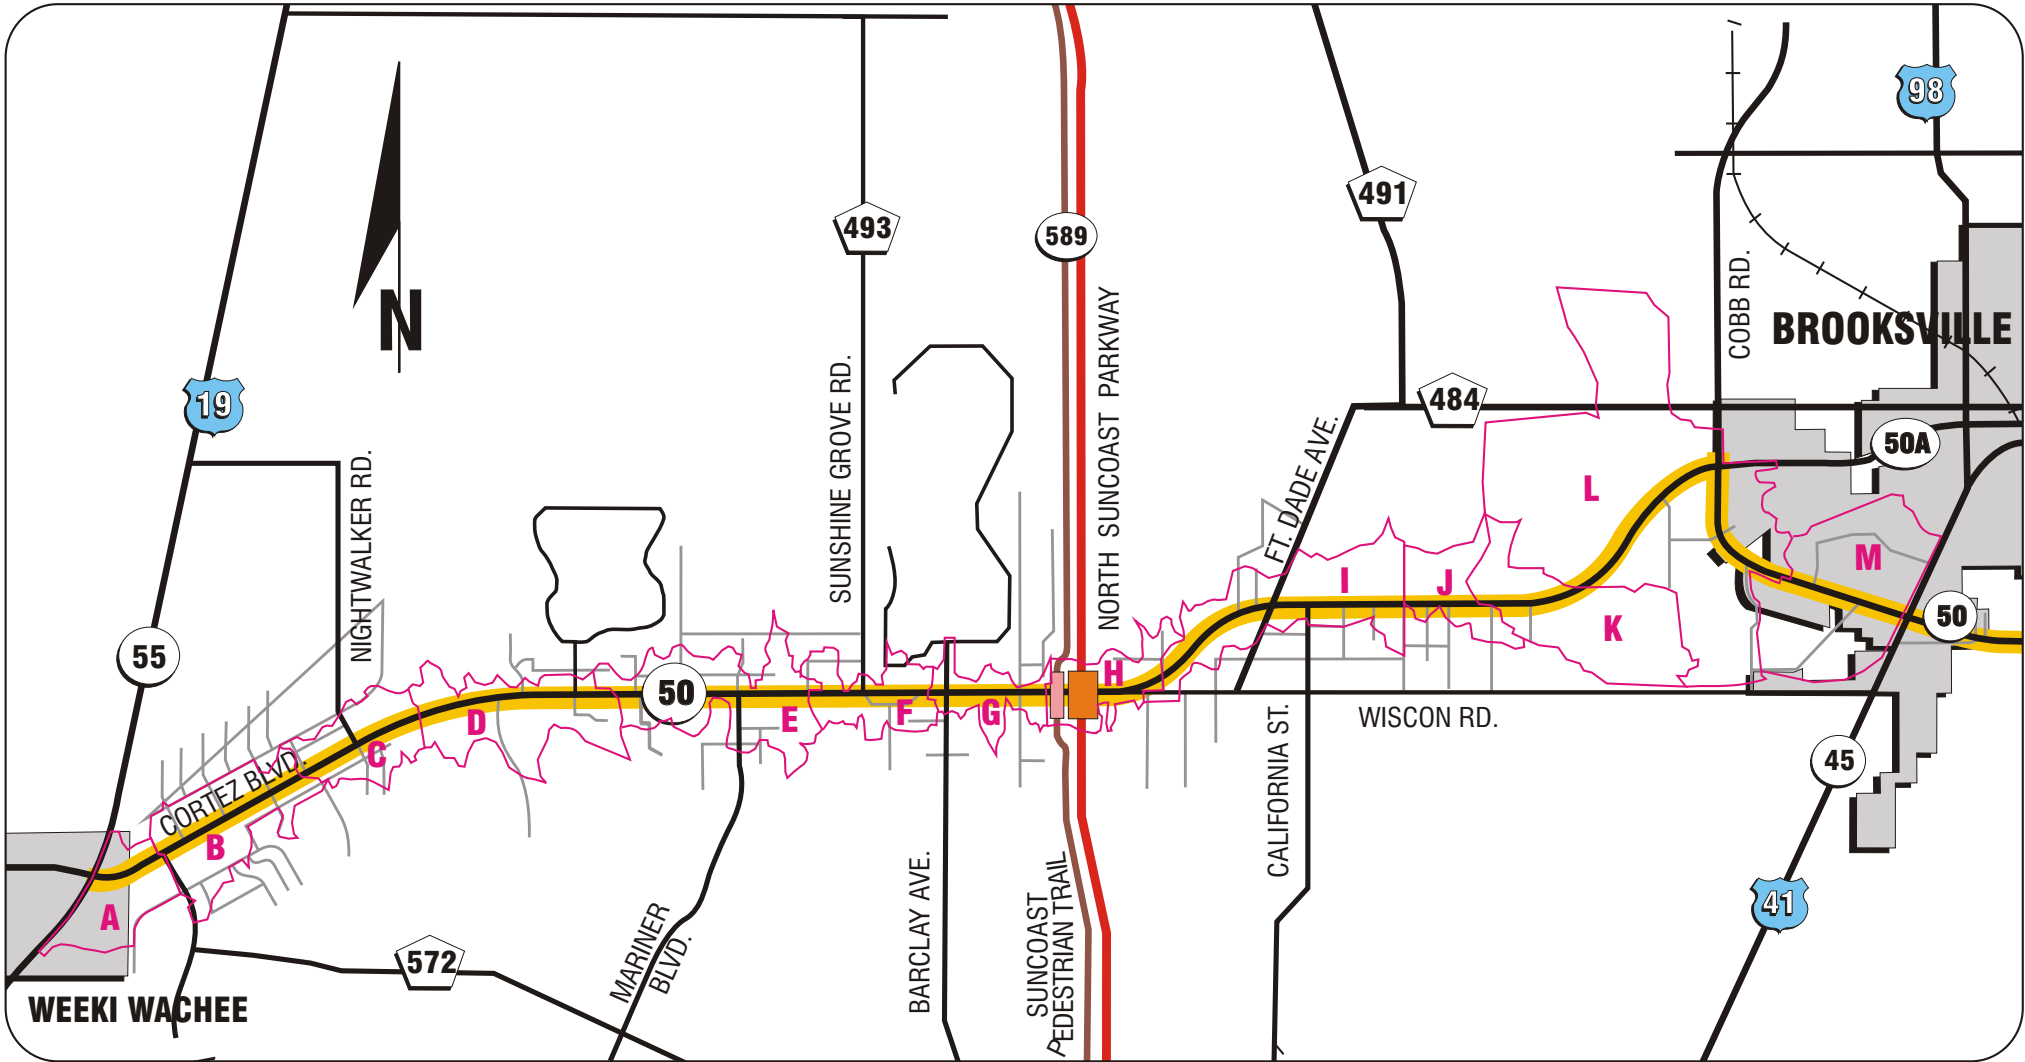 98
491
493
589
N
COBB RD.
BROOKSVILLE
NORTH SUNCOAST PARKWAY
19
SUNSHINE GROVE RD.
484
FT. DADE AVE.
50A
NIGHTWALKER RD.
L
M
I
J
K
50
55
H
50
D
E
F
G
WISCON RD.
C
CORTEZ BLVD.
B
A
CALIFORNIA ST.
45
41
BARCLAY AVE.
SUNCOAST
PEDESTRIAN TRAIL
MARINER
BLVD.
572
WEEKI WACHEE